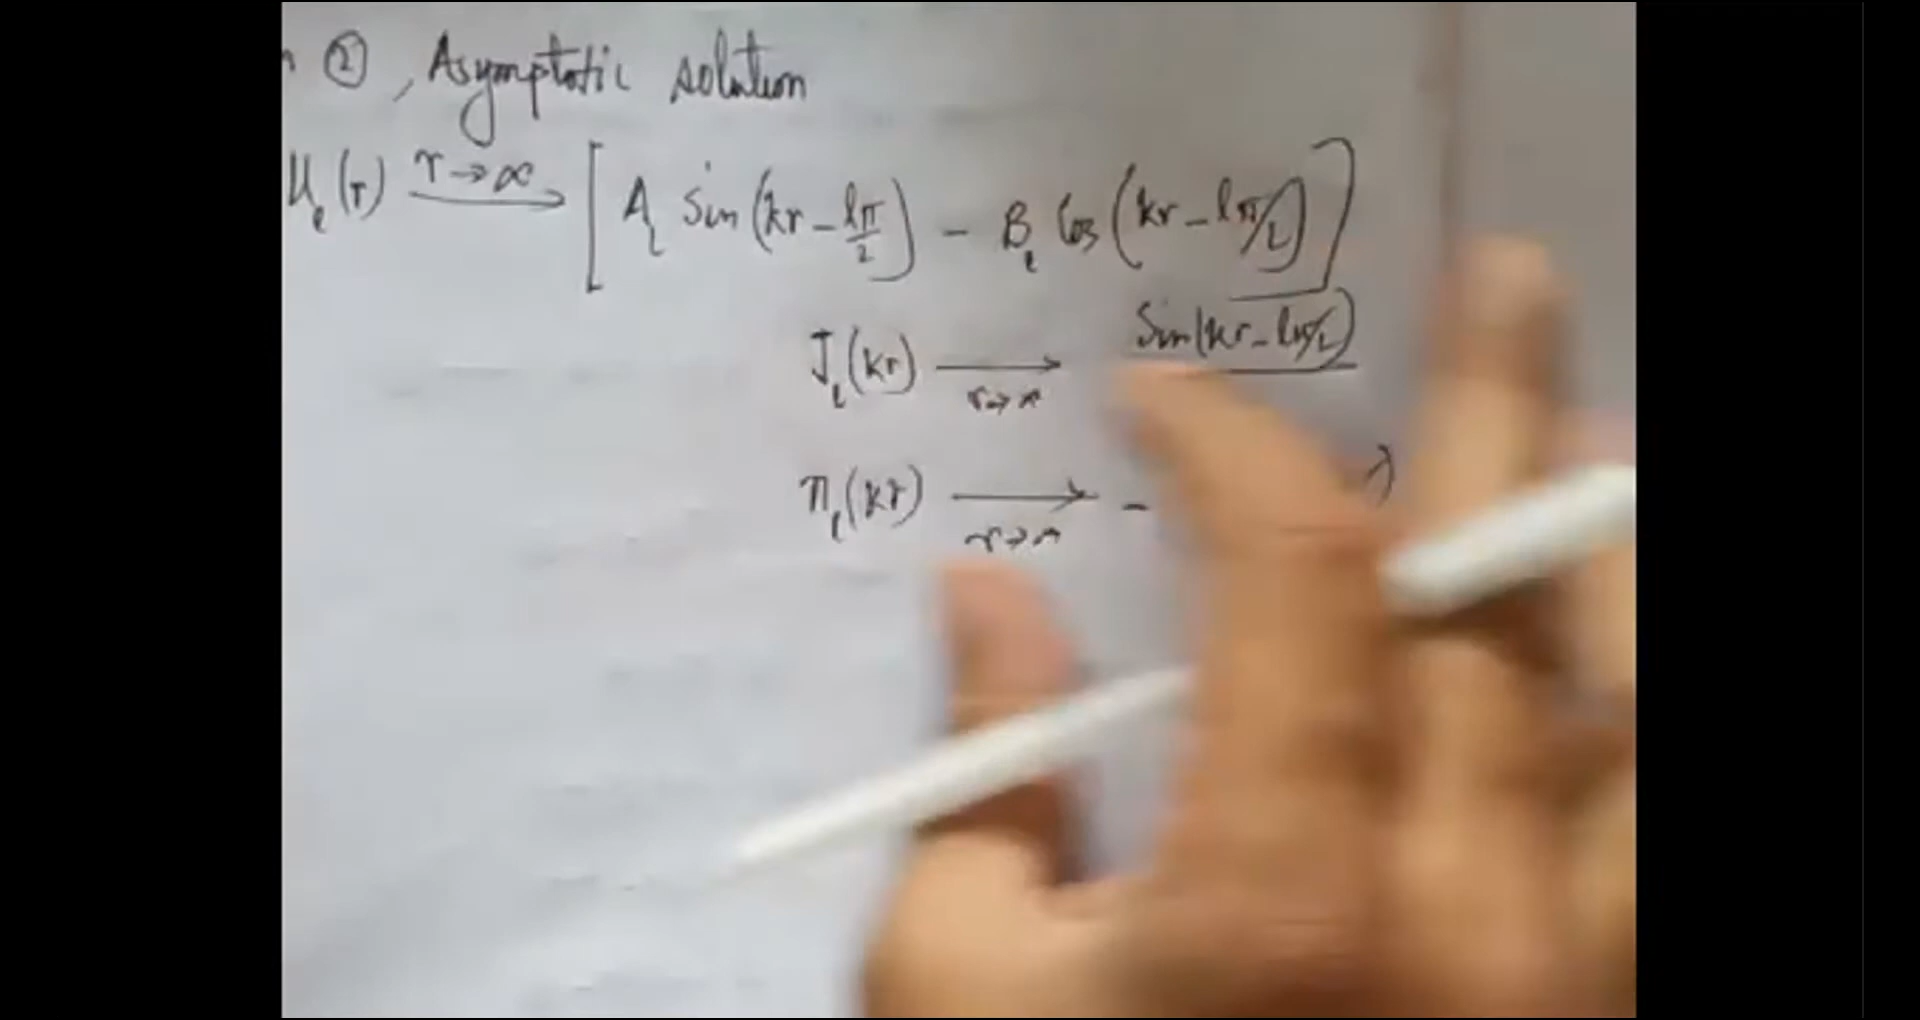 ② , Asymptotic solution
U_l(r) r→∞ ⟶ [ A_l Sin(kr - lπ/2) - B_l Cos(kr - lπ/2) ]
J_l(kr) ⟶ r→∞ Sin(kr - lπ/2)
n_l(kr) ⟶ r→∞ - )